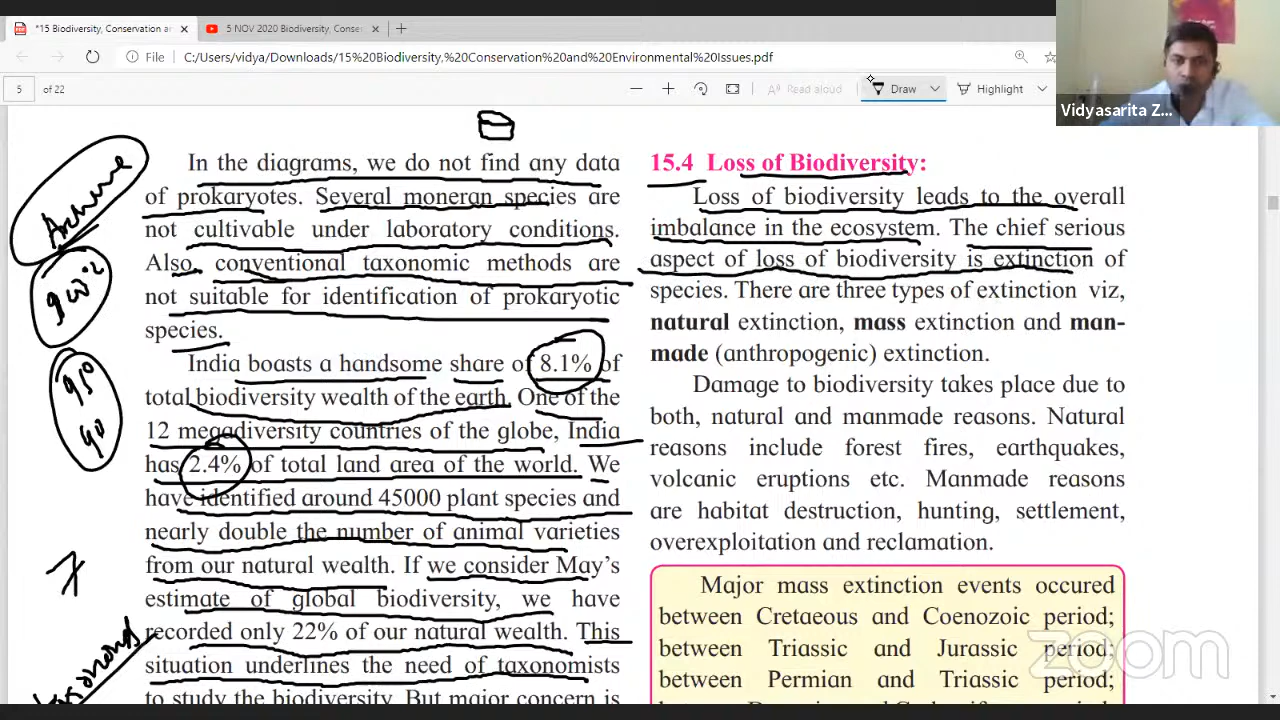 *15 Biodiversity, Conservation an
5 NOV 2020 Biodiversity, Conser
File
C:/Users/vidya/Downloads/15%20Biodiversity,%20Conservation%20and%20Environmental%20Issues.pdf
5 of 22
Read aloud
Draw
Highlight
Vidyasarita Z...
In the diagrams, we do not find any data
of prokaryotes. Several moneran species are
not cultivable under laboratory conditions.
Also, conventional taxonomic methods are
not suitable for identification of prokaryotic
species.
India boasts a handsome share of 8.1% of
total biodiversity wealth of the earth. One of the
12 megadiversity countries of the globe, India
has 2.4% of total land area of the world. We
have identified around 45000 plant species and
nearly double the number of animal varieties
from our natural wealth. If we consider May's
estimate of global biodiversity, we have
recorded only 22% of our natural wealth. This
situation underlines the need of taxonomists
to study the biodiversity. But major concern is
15.4 Loss of Biodiversity:
Loss of biodiversity leads to the overall
imbalance in the ecosystem. The chief serious
aspect of loss of biodiversity is extinction of
species. There are three types of extinction viz,
natural extinction, mass extinction and man-
made (anthropogenic) extinction.
Damage to biodiversity takes place due to
both, natural and manmade reasons. Natural
reasons include forest fires, earthquakes,
volcanic eruptions etc. Manmade reasons
are habitat destruction, hunting, settlement,
overexploitation and reclamation.
Major mass extinction events occured
between Cretaeous and Coenozoic period;
between Triassic and Jurassic period;
between Permian and Triassic period;
zoom